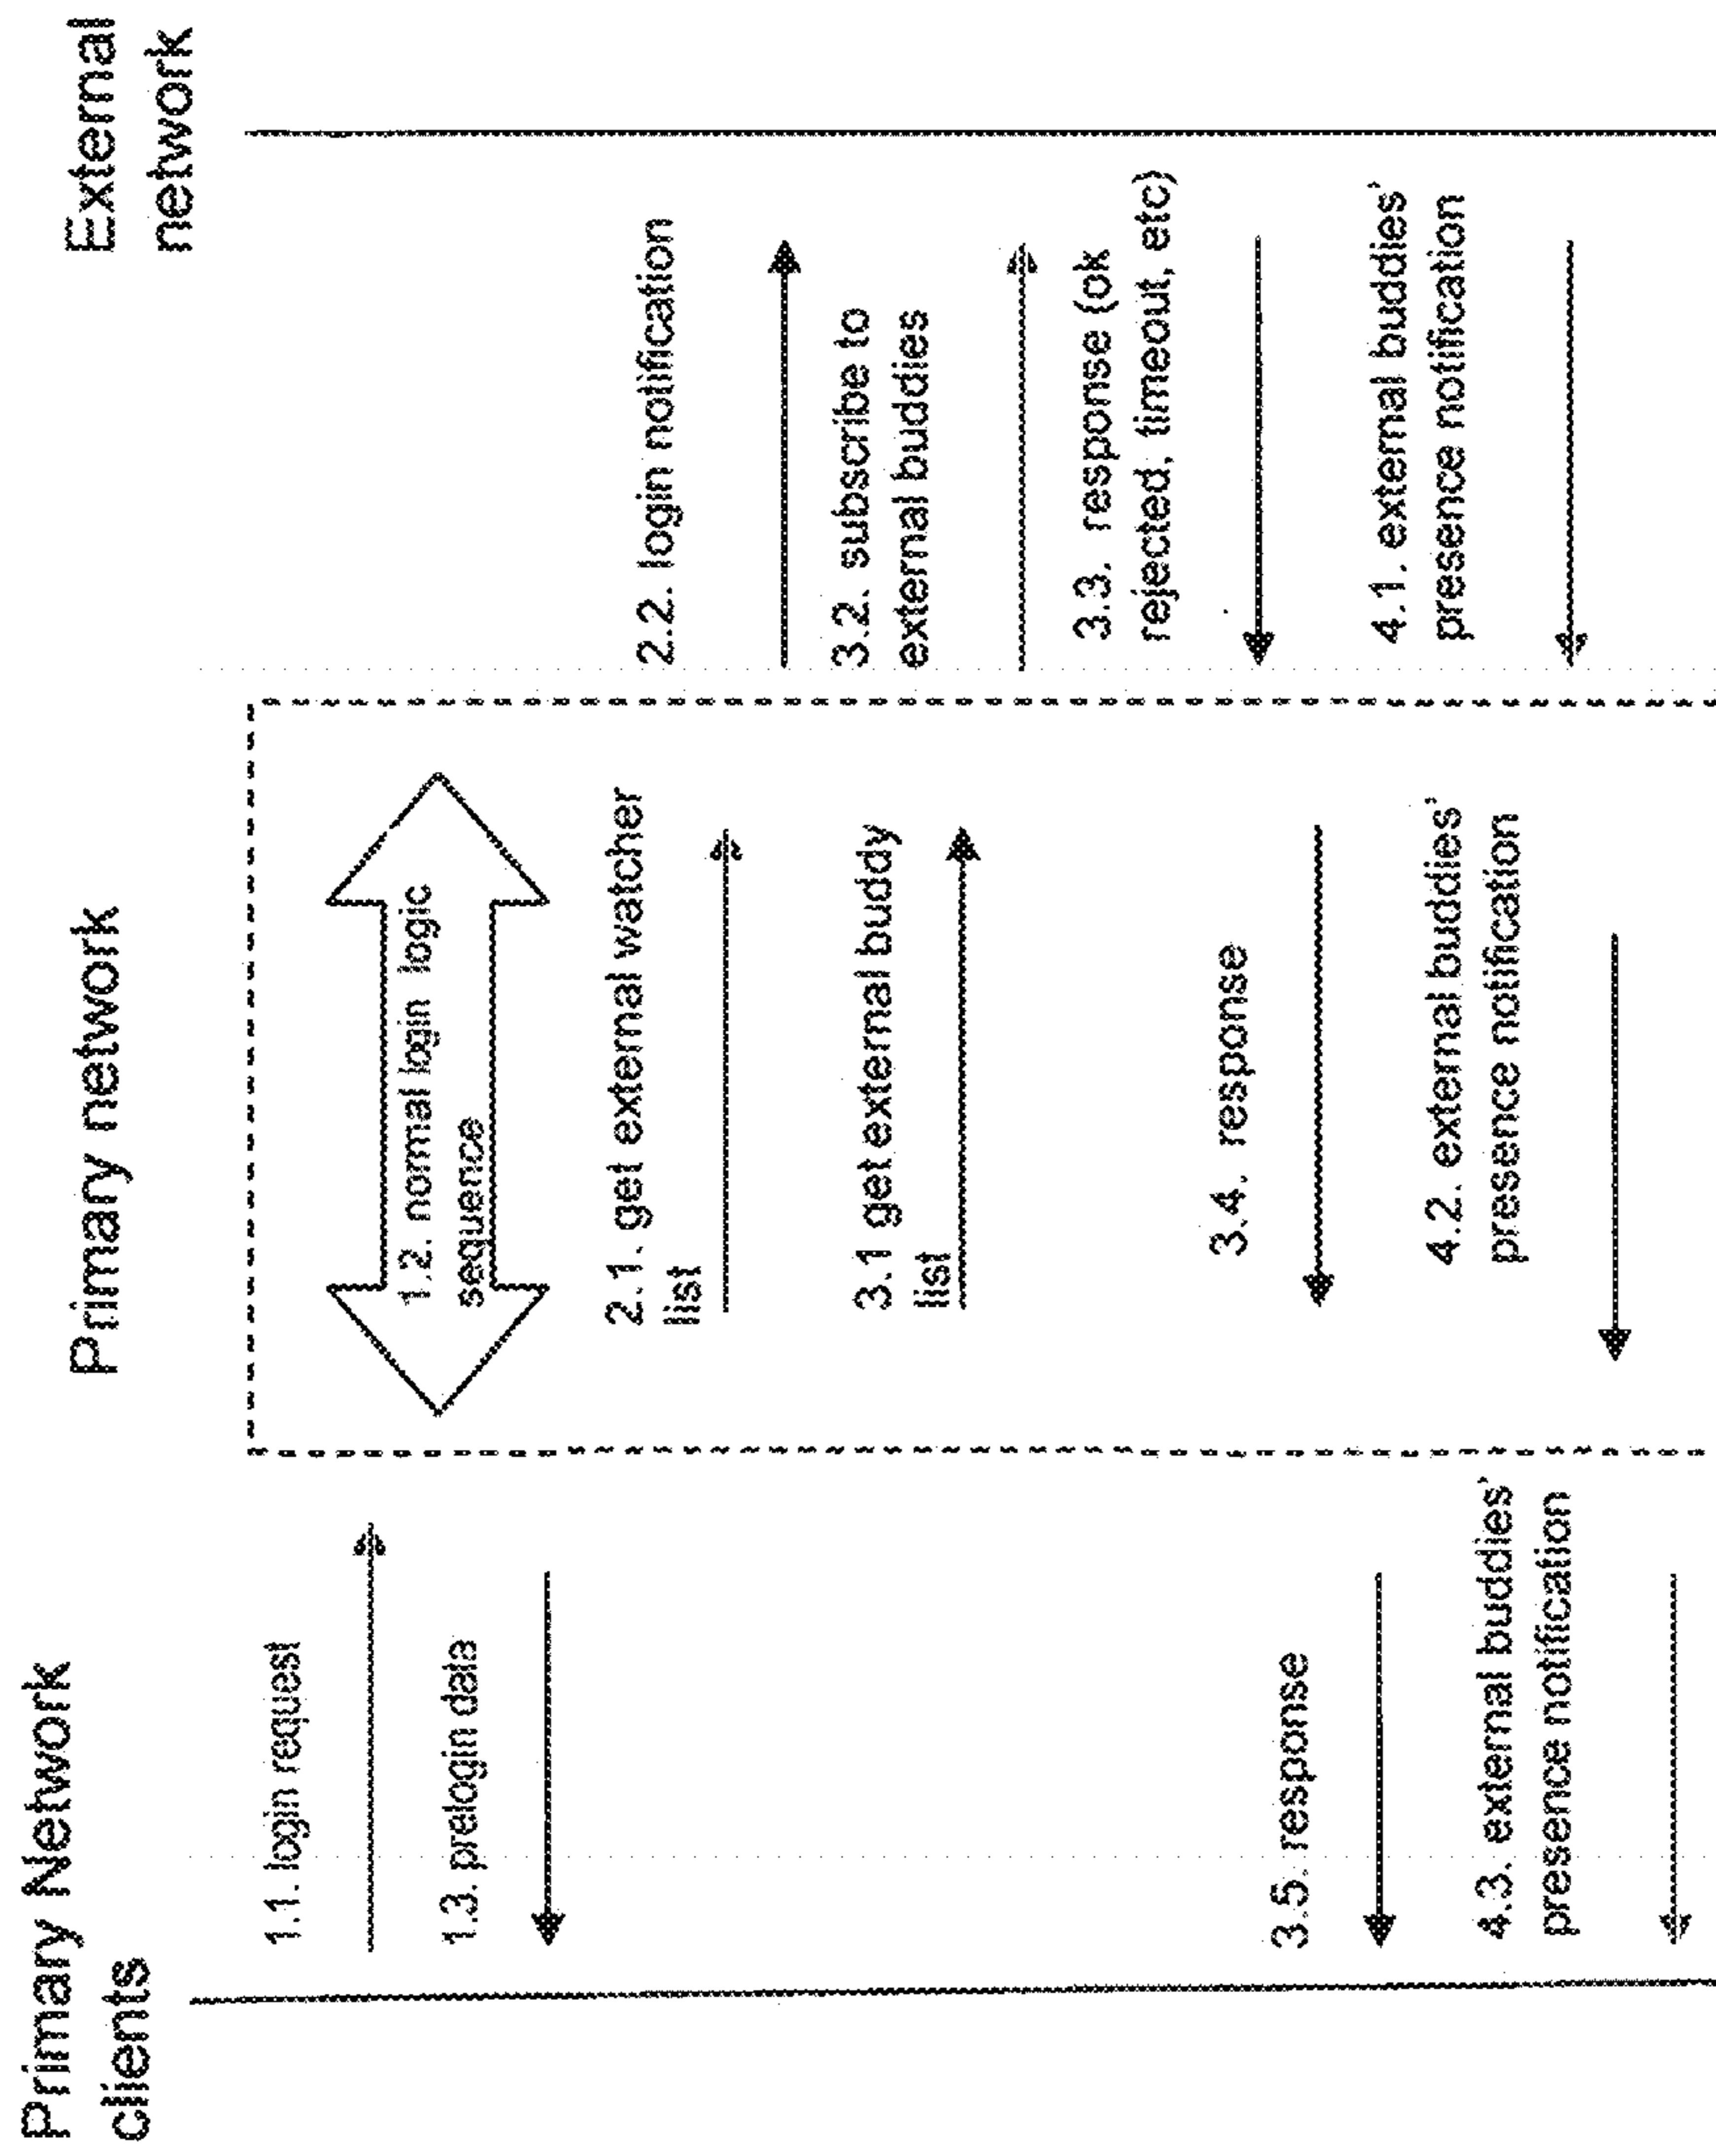 Primary Network
clients
Primary network
External
network
1.1. login request
1.2. normal login logic
sequence
1.3. prelogin data
2.1. get external watcher
list
2.2. login notification
3.1 get external buddy
list
3.2. subscribe to
external buddies
3.3. response (ok
rejected, timeout, etc)
3.4. response
3.5. response
4.1. external buddies'
presence notification
4.2. external buddies'
presence notification
4.3. external buddies'
presence notification